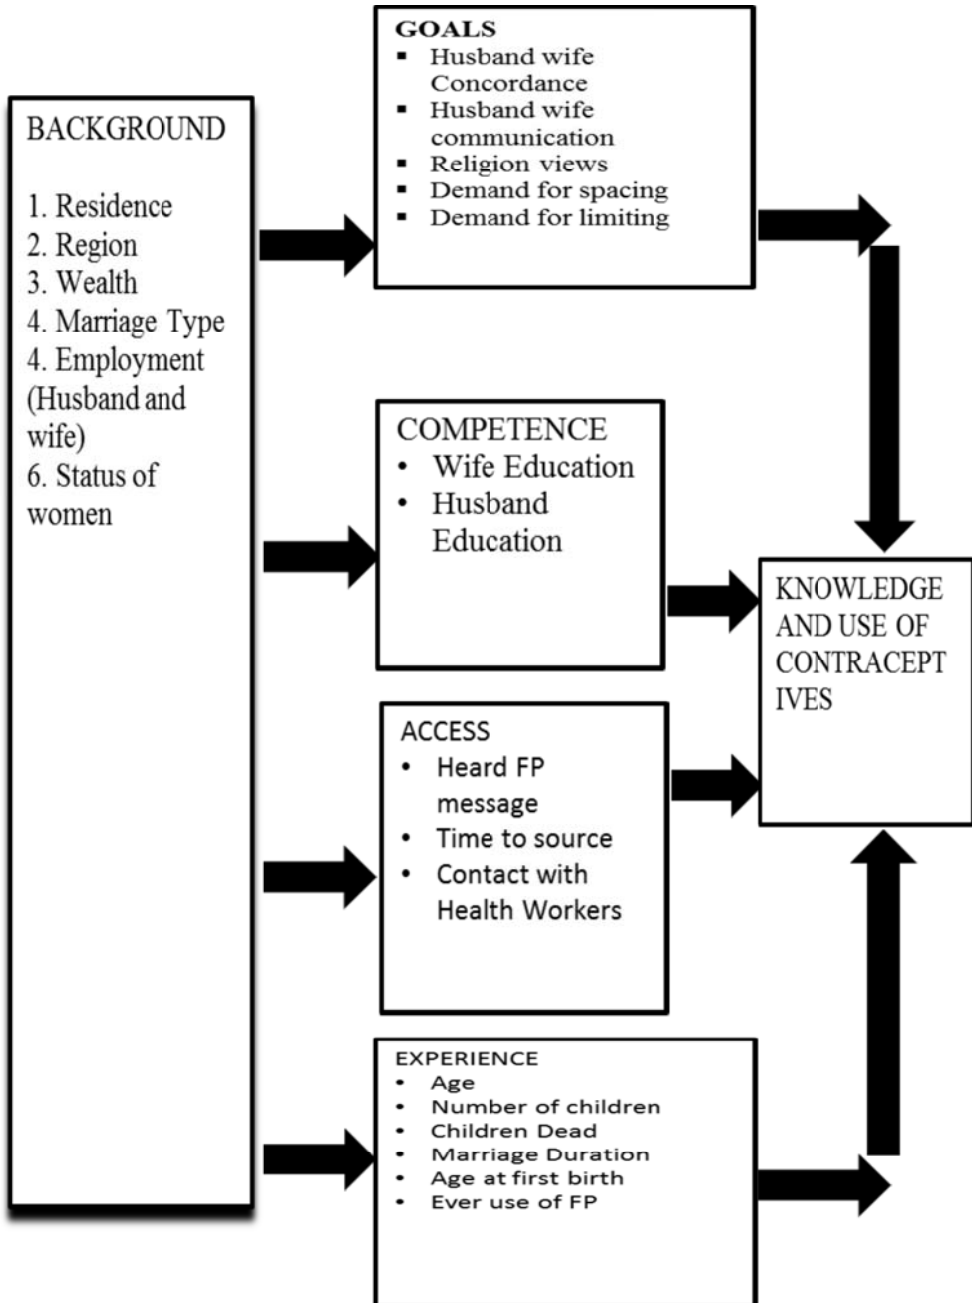 BACKGROUND
1. Residence
2. Region
3. Wealth
4. Marriage Type
4. Employment
(Husband and
wife)
6. Status of
women
GOALS
▪ Husband wife
Concordance
▪ Husband wife
communication
▪ Religion views
▪ Demand for spacing
▪ Demand for limiting
COMPETENCE
• Wife Education
• Husband
Education
ACCESS
• Heard FP
message
• Time to source
• Contact with
Health Workers
EXPERIENCE
• Age
• Number of children
• Children Dead
• Marriage Duration
• Age at first birth
• Ever use of FP
KNOWLEDGE
AND USE OF
CONTRACEPT
IVES